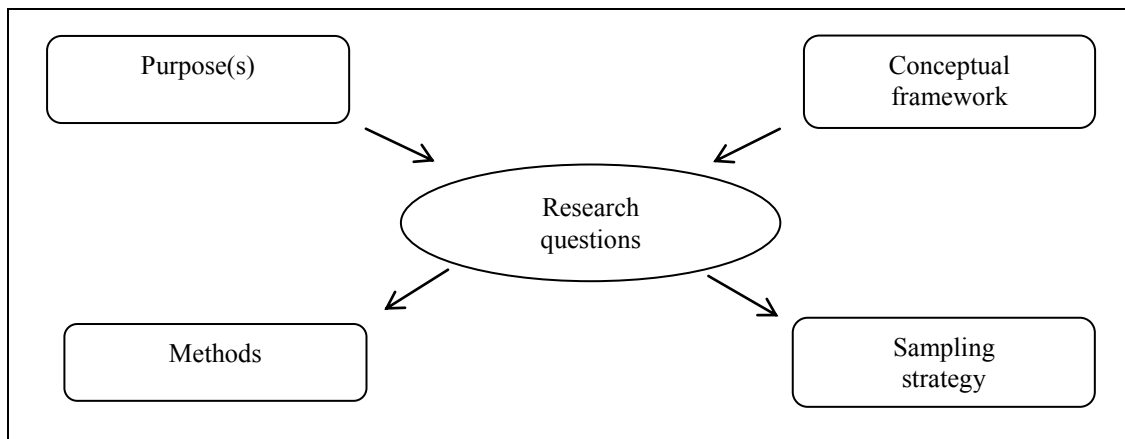 Purpose(s)
Conceptual
framework
Research
questions
Methods
Sampling
strategy